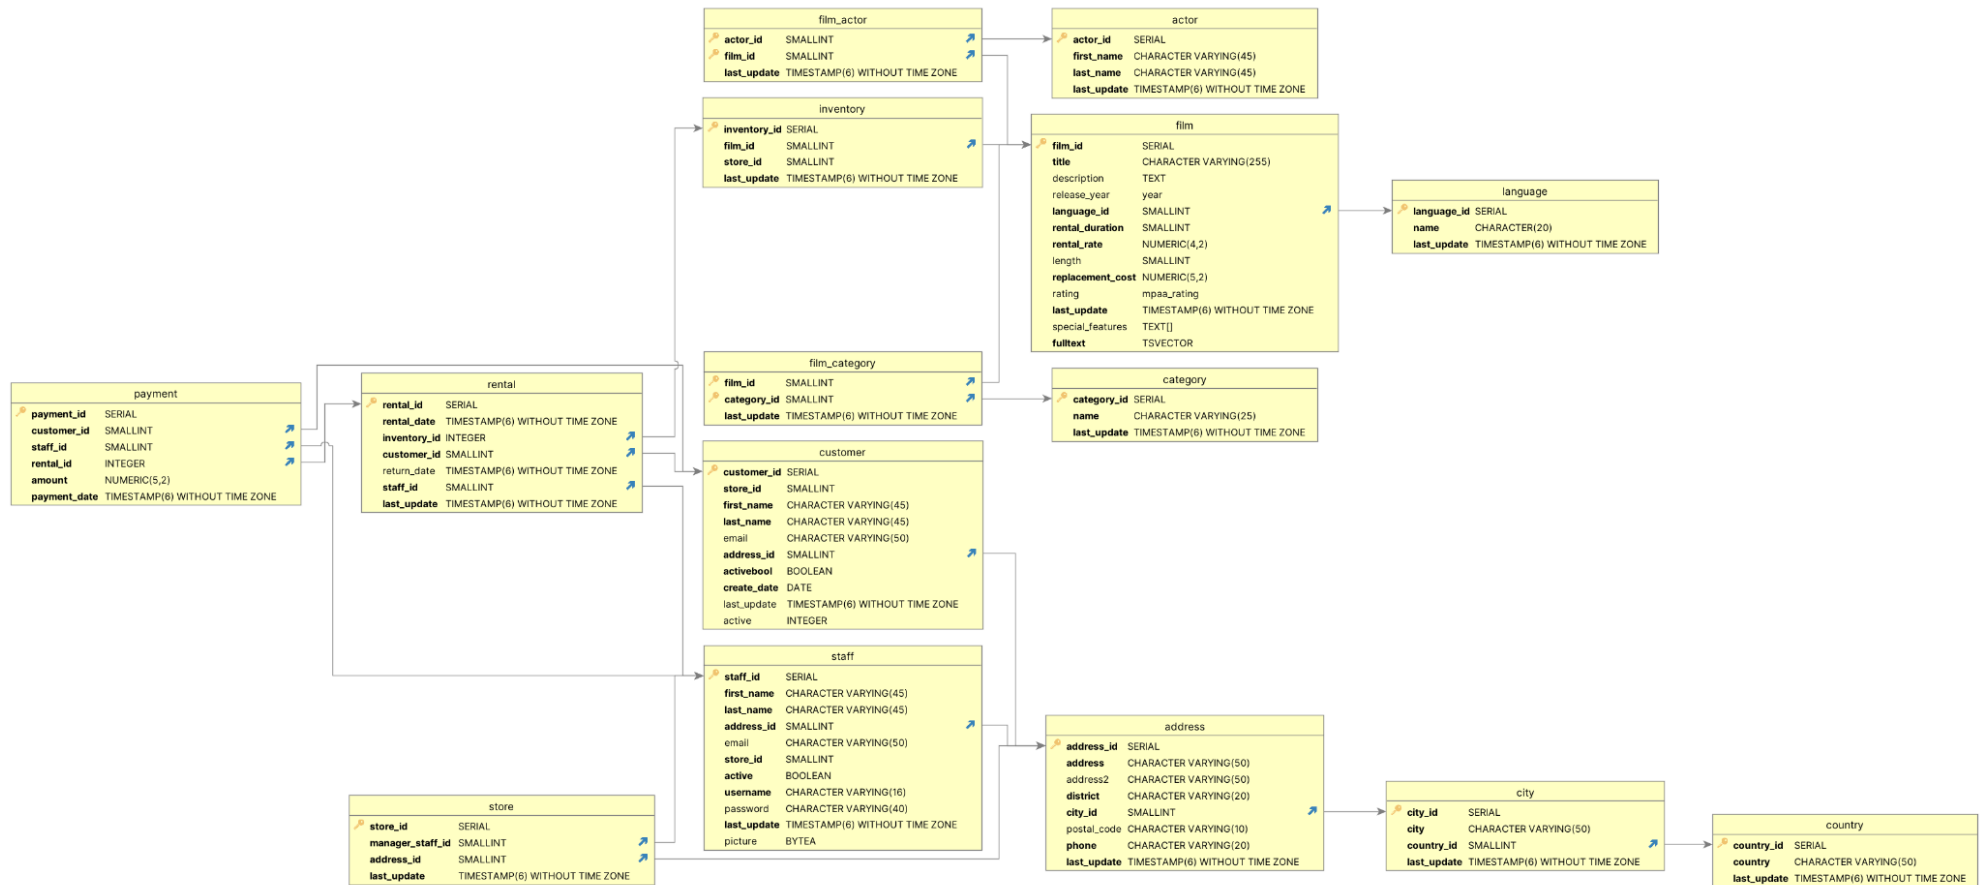 film_actor
actor_id SMALLINT
film_id SMALLINT
last_update TIMESTAMP(6) WITHOUT TIME ZONE
actor
actor_id SERIAL
first_name CHARACTER VARYING(45)
last_name CHARACTER VARYING(45)
last_update TIMESTAMP(6) WITHOUT TIME ZONE
inventory
inventory_id SERIAL
film_id SMALLINT
store_id SMALLINT
last_update TIMESTAMP(6) WITHOUT TIME ZONE
film
film_id SERIAL
title CHARACTER VARYING(255)
description TEXT
release_year year
language_id SMALLINT
rental_duration SMALLINT
rental_rate NUMERIC(4,2)
length SMALLINT
replacement_cost NUMERIC(5,2)
rating mpaa_rating
last_update TIMESTAMP(6) WITHOUT TIME ZONE
special_features TEXT[]
fulltext TSVECTOR
language
language_id SERIAL
name CHARACTER(20)
last_update TIMESTAMP(6) WITHOUT TIME ZONE
payment
payment_id SERIAL
customer_id SMALLINT
staff_id SMALLINT
rental_id INTEGER
amount NUMERIC(5,2)
payment_date TIMESTAMP(6) WITHOUT TIME ZONE
rental
rental_id SERIAL
rental_date TIMESTAMP(6) WITHOUT TIME ZONE
inventory_id INTEGER
customer_id SMALLINT
return_date TIMESTAMP(6) WITHOUT TIME ZONE
staff_id SMALLINT
last_update TIMESTAMP(6) WITHOUT TIME ZONE
film_category
film_id SMALLINT
category_id SMALLINT
last_update TIMESTAMP(6) WITHOUT TIME ZONE
category
category_id SERIAL
name CHARACTER VARYING(25)
last_update TIMESTAMP(6) WITHOUT TIME ZONE
customer
customer_id SERIAL
store_id SMALLINT
first_name CHARACTER VARYING(45)
last_name CHARACTER VARYING(45)
email CHARACTER VARYING(50)
address_id SMALLINT
activebool BOOLEAN
create_date DATE
last_update TIMESTAMP(6) WITHOUT TIME ZONE
active INTEGER
staff
staff_id SERIAL
first_name CHARACTER VARYING(45)
last_name CHARACTER VARYING(45)
address_id SMALLINT
email CHARACTER VARYING(50)
store_id SMALLINT
active BOOLEAN
username CHARACTER VARYING(16)
password CHARACTER VARYING(40)
last_update TIMESTAMP(6) WITHOUT TIME ZONE
picture BYTEA
store
store_id SERIAL
manager_staff_id SMALLINT
address_id SMALLINT
last_update TIMESTAMP(6) WITHOUT TIME ZONE
address
address_id SERIAL
address CHARACTER VARYING(50)
address2 CHARACTER VARYING(50)
district CHARACTER VARYING(20)
city_id SMALLINT
postal_code CHARACTER VARYING(10)
phone CHARACTER VARYING(20)
last_update TIMESTAMP(6) WITHOUT TIME ZONE
city
city_id SERIAL
city CHARACTER VARYING(50)
country_id SMALLINT
last_update TIMESTAMP(6) WITHOUT TIME ZONE
country
country_id SERIAL
country CHARACTER VARYING(50)
last_update TIMESTAMP(6) WITHOUT TIME ZONE